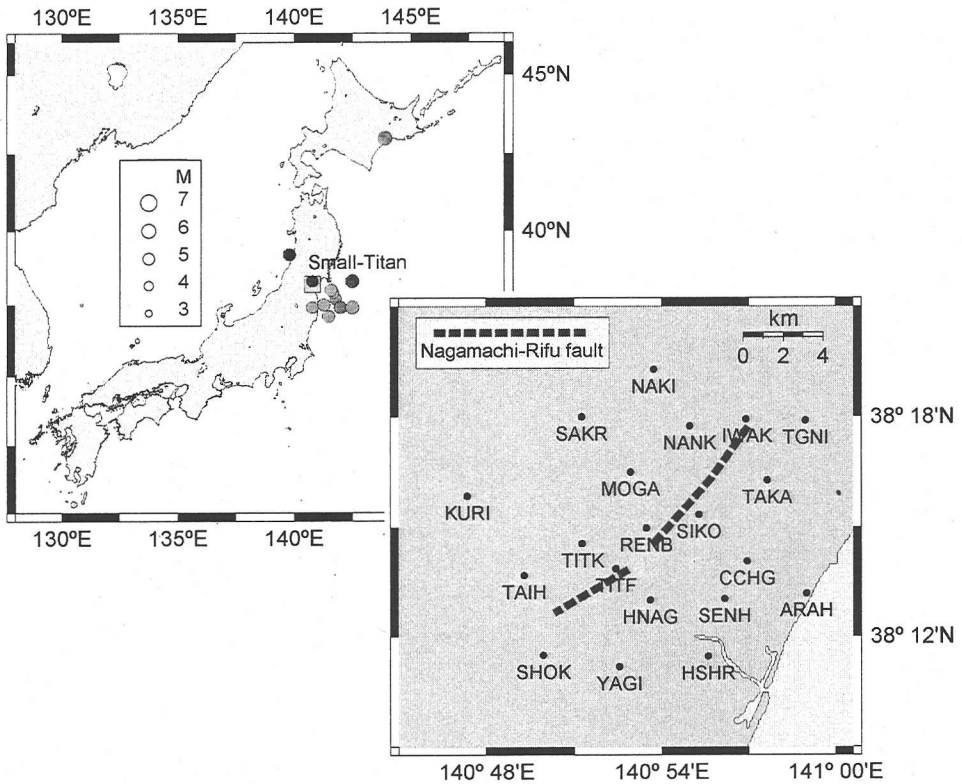 130ºE 135ºE 140ºE 145ºE
45ºN
M
7
6
5
4
3
40ºN
Small-Titan
130ºE 135ºE 140ºE
Nagamachi-Rifu fault
km
0 2 4
NAKI
38º 18'N
SAKR
NANK
IWAK
TGNI
MOGA
TAKA
KURI
SIKO
RENB
TITK
CCHG
TITF
TAIH
HNAG
SENH
ARAH
38º 12'N
SHOK
YAGI
HSHR
140º 48'E 140º 54'E 141º 00'E